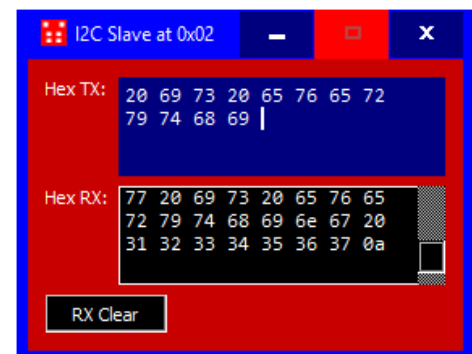 I2C Slave at 0x02
Hex TX:
20 69 73 20 65 76 65 72
79 74 68 69
Hex RX:
77 20 69 73 20 65 76 65
72 79 74 68 69 6e 67 20
31 32 33 34 35 36 37 0a
RX Clear